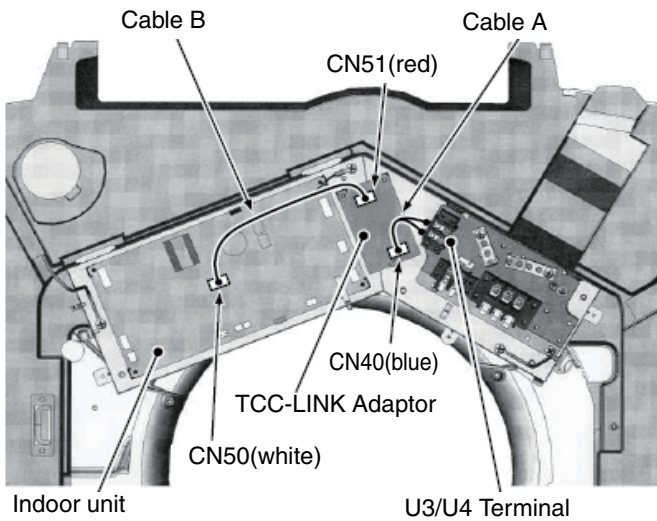 Cable B
Cable A
CN51(red)
CN40(blue)
TCC-LINK Adaptor
CN50(white)
Indoor unit
U3/U4 Terminal